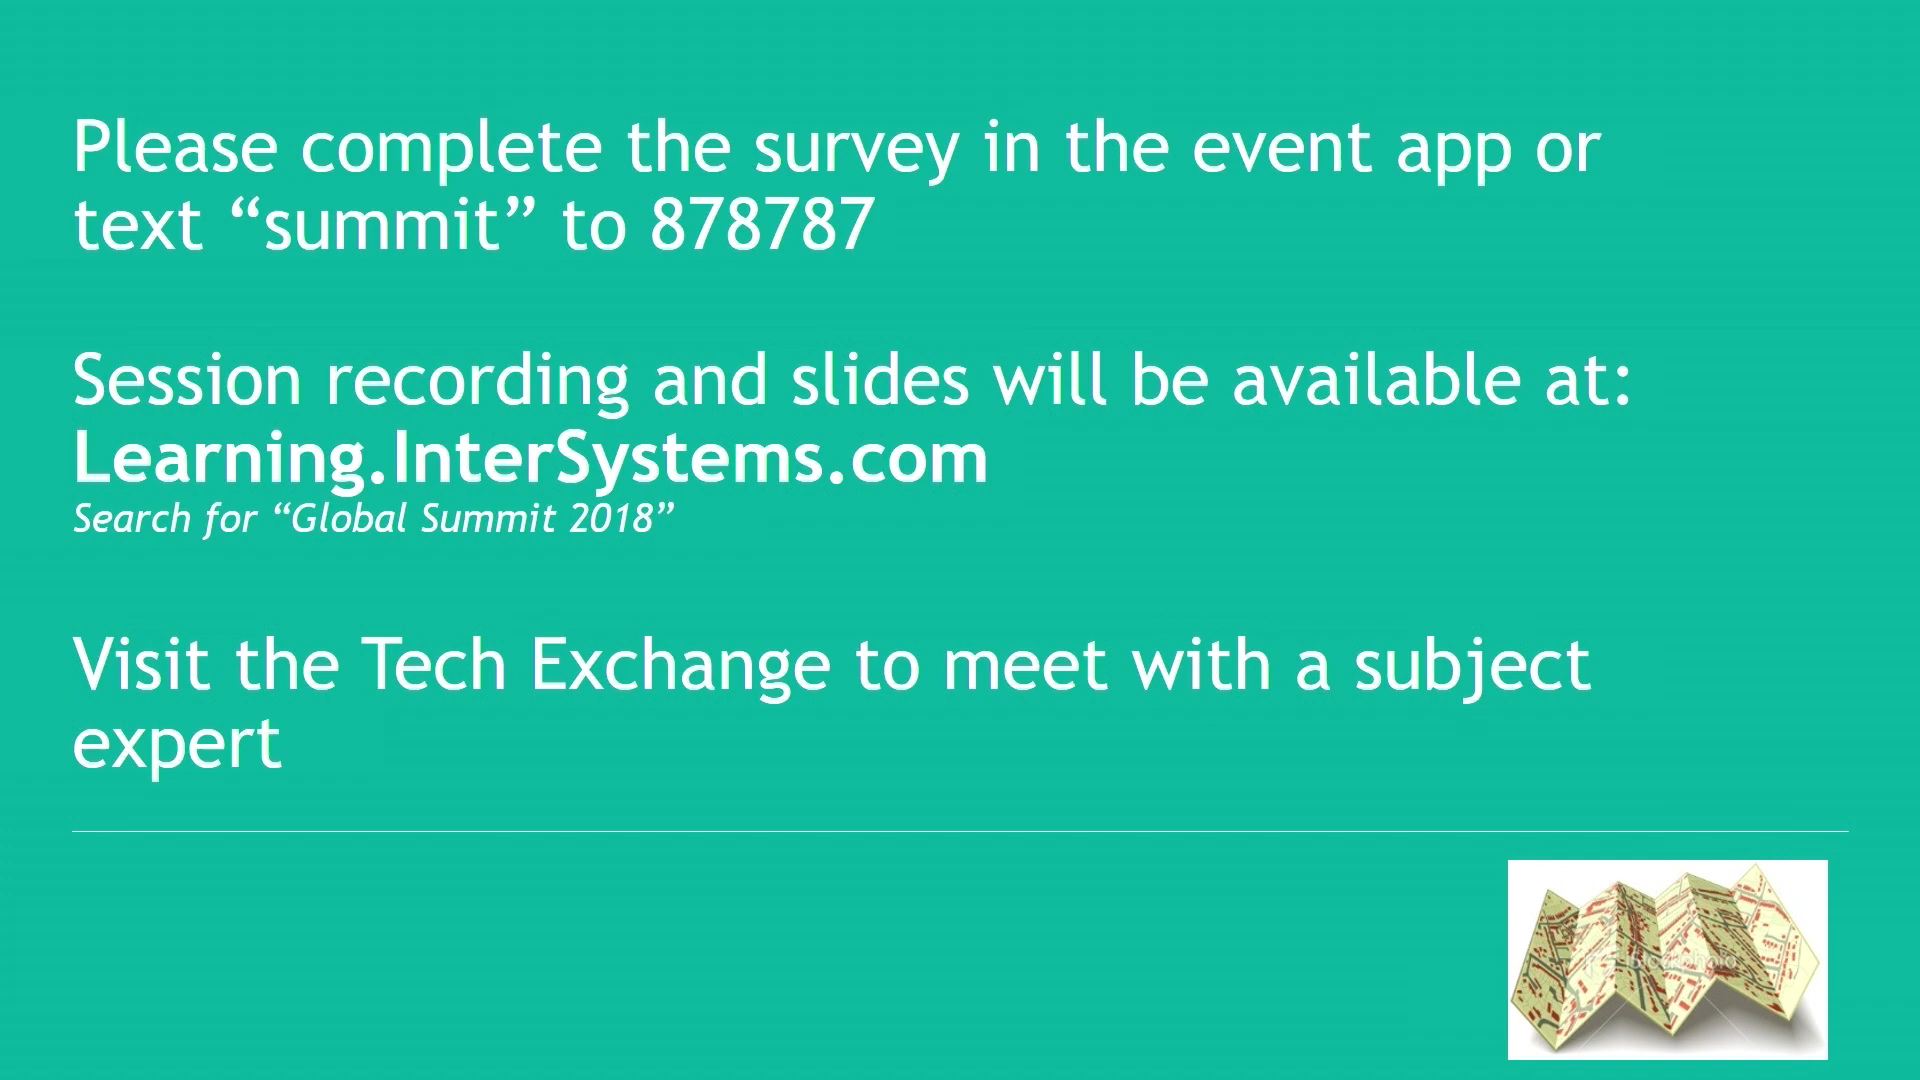 Please complete the survey in the event app or
text “summit” to 878787
Session recording and slides will be available at:
Learning.InterSystems.com
Search for “Global Summit 2018”
Visit the Tech Exchange to meet with a subject
expert
iStockphoto